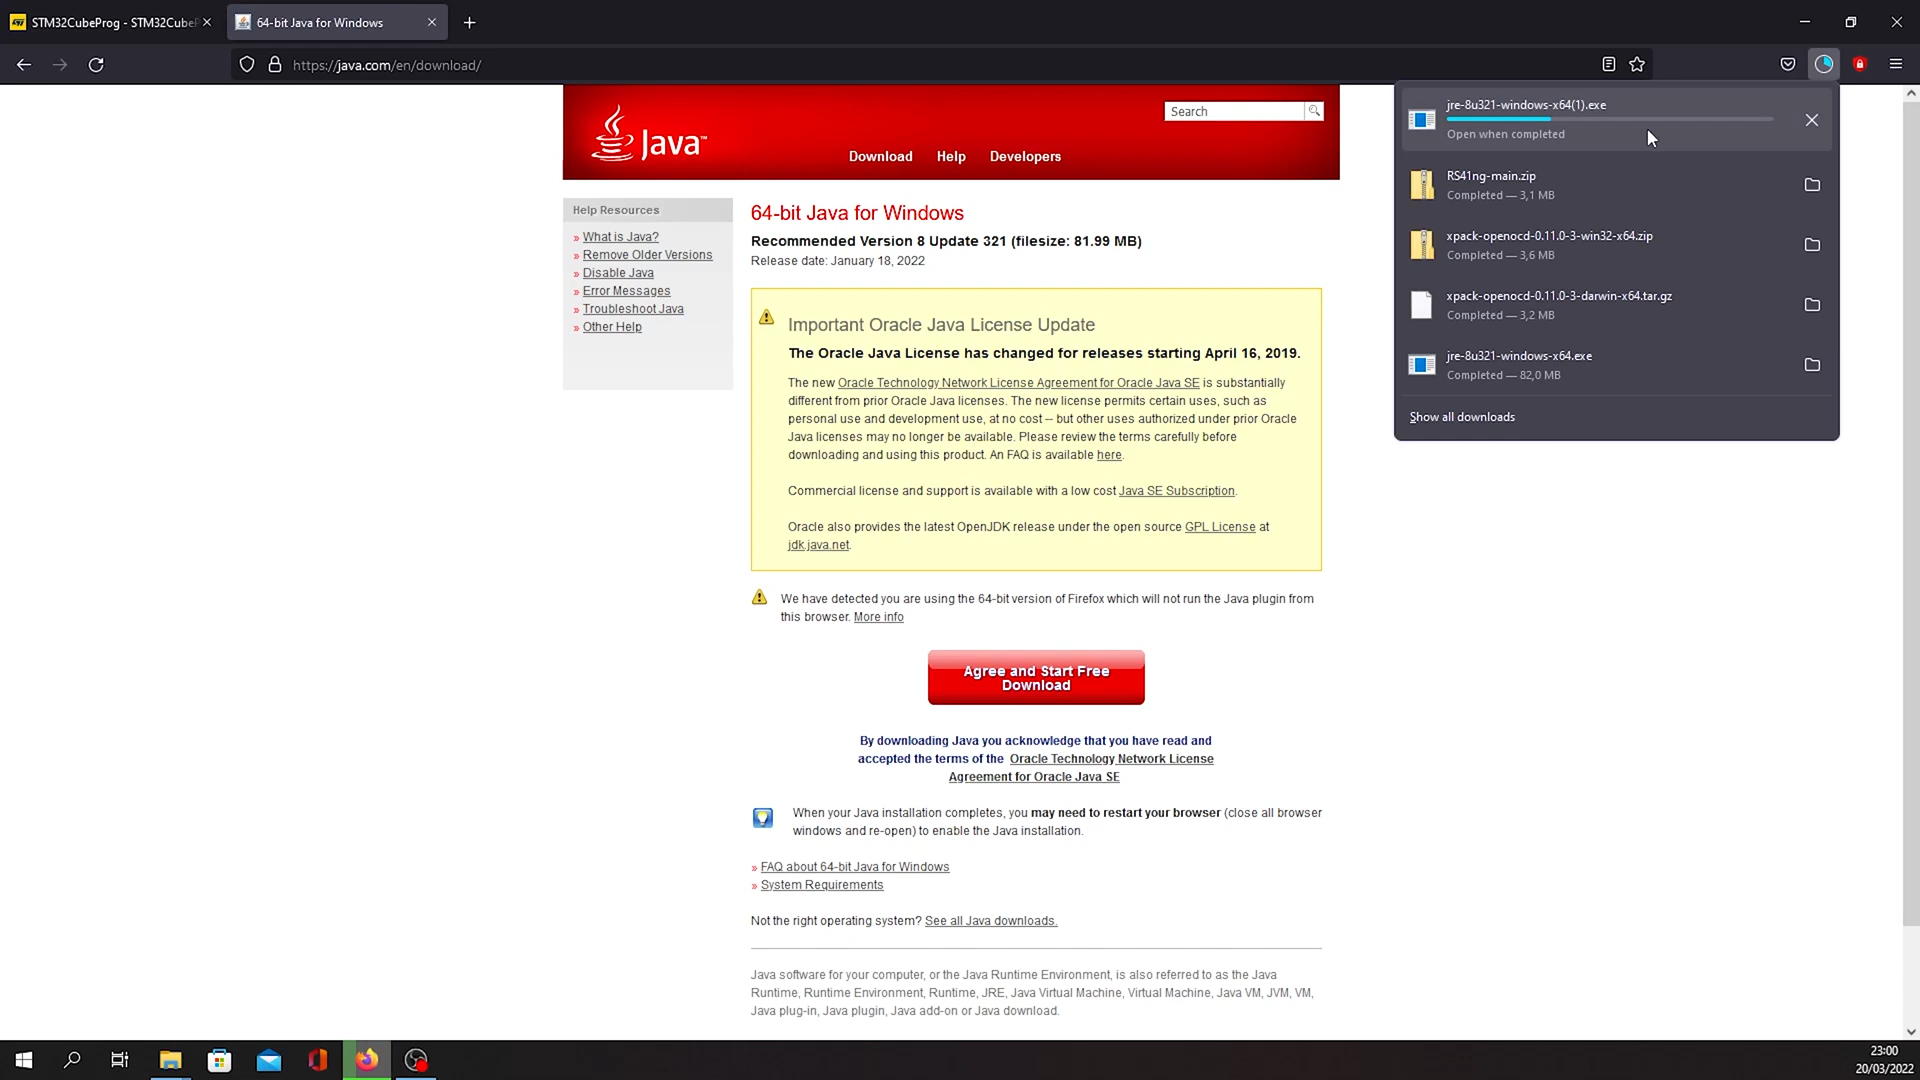 STM32CubeProg - STM32CubeP
64-bit Java for Windows
https://java.com/en/download/
jre-8u321-windows-x64(1).exe
Open when completed
RS41ng-main.zip
Completed — 3,1 MB
xpack-openocd-0.11.0-3-win32-x64.zip
Completed — 3,6 MB
xpack-openocd-0.11.0-3-darwin-x64.tar.gz
Completed — 3,2 MB
jre-8u321-windows-x64.exe
Completed — 82,0 MB
Show all downloads
Java™
Search
Download Help Developers
Help Resources
» What is Java?
» Remove Older Versions
» Disable Java
» Error Messages
» Troubleshoot Java
» Other Help
64-bit Java for Windows
Recommended Version 8 Update 321 (filesize: 81.99 MB)
Release date: January 18, 2022
Important Oracle Java License Update
The Oracle Java License has changed for releases starting April 16, 2019.
The new Oracle Technology Network License Agreement for Oracle Java SE is substantially
different from prior Oracle Java licenses. The new license permits certain uses, such as
personal use and development use, at no cost -- but other uses authorized under prior Oracle
Java licenses may no longer be available. Please review the terms carefully before
downloading and using this product. An FAQ is available here.
Commercial license and support is available with a low cost Java SE Subscription.
Oracle also provides the latest OpenJDK release under the open source GPL License at
jdk.java.net.
We have detected you are using the 64-bit version of Firefox which will not run the Java plugin from
this browser. More info
Agree and Start Free
Download
By downloading Java you acknowledge that you have read and
accepted the terms of the Oracle Technology Network License
Agreement for Oracle Java SE
When your Java installation completes, you may need to restart your browser (close all browser
windows and re-open) to enable the Java installation.
» FAQ about 64-bit Java for Windows
» System Requirements
Not the right operating system? See all Java downloads.
Java software for your computer, or the Java Runtime Environment, is also referred to as the Java
Runtime, Runtime Environment, Runtime, JRE, Java Virtual Machine, Virtual Machine, Java VM, JVM, VM,
Java plug-in, Java plugin, Java add-on or Java download.
23:00
20/03/2022